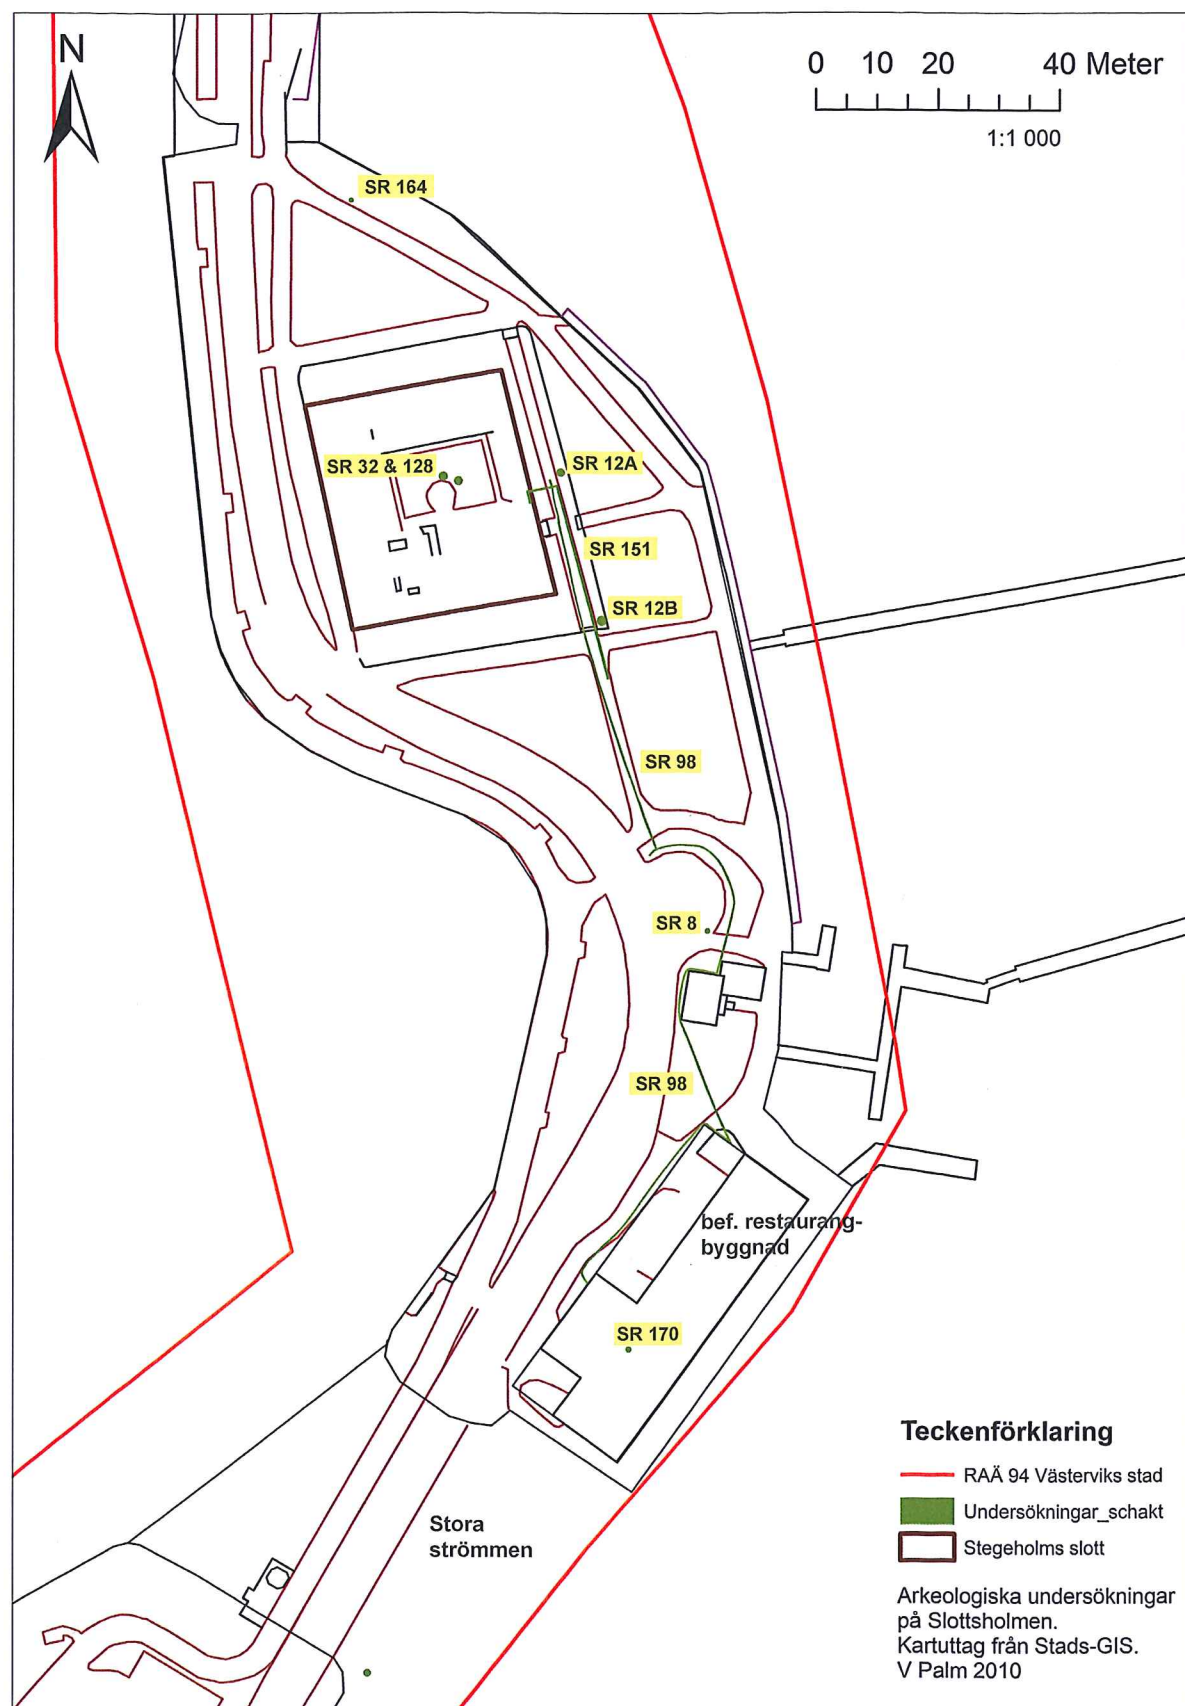 N
0 10 20 40 Meter
1:1 000
SR 164
SR 32 & 128
SR 12A
SR 151
SR 12B
SR 98
SR 8
SR 98
bef. restaurang-
byggnad
SR 170
Stora
strömmen
Teckenförklaring
RAÄ 94 Västerviks stad
Undersökningar_schakt
Stegeholms slott
Arkeologiska undersökningar
på Slottsholmen.
Kartuttag från Stads-GIS.
V Palm 2010